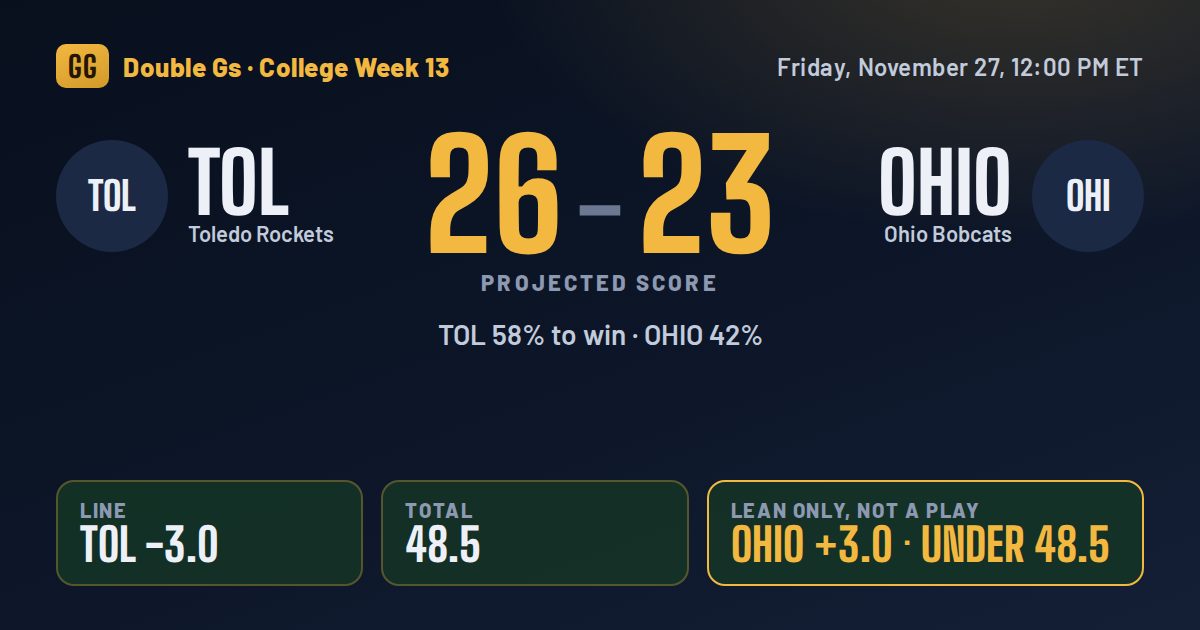 GG Double Gs · College Week 13
Friday, November 27, 12:00 PM ET
TOL
TOL
Toledo Rockets
26 – 23
PROJECTED SCORE
TOL 58% to win · OHIO 42%
OHIO
Ohio Bobcats
OHI
LINE
TOL -3.0
TOTAL
48.5
LEAN ONLY, NOT A PLAY
OHIO +3.0 · UNDER 48.5